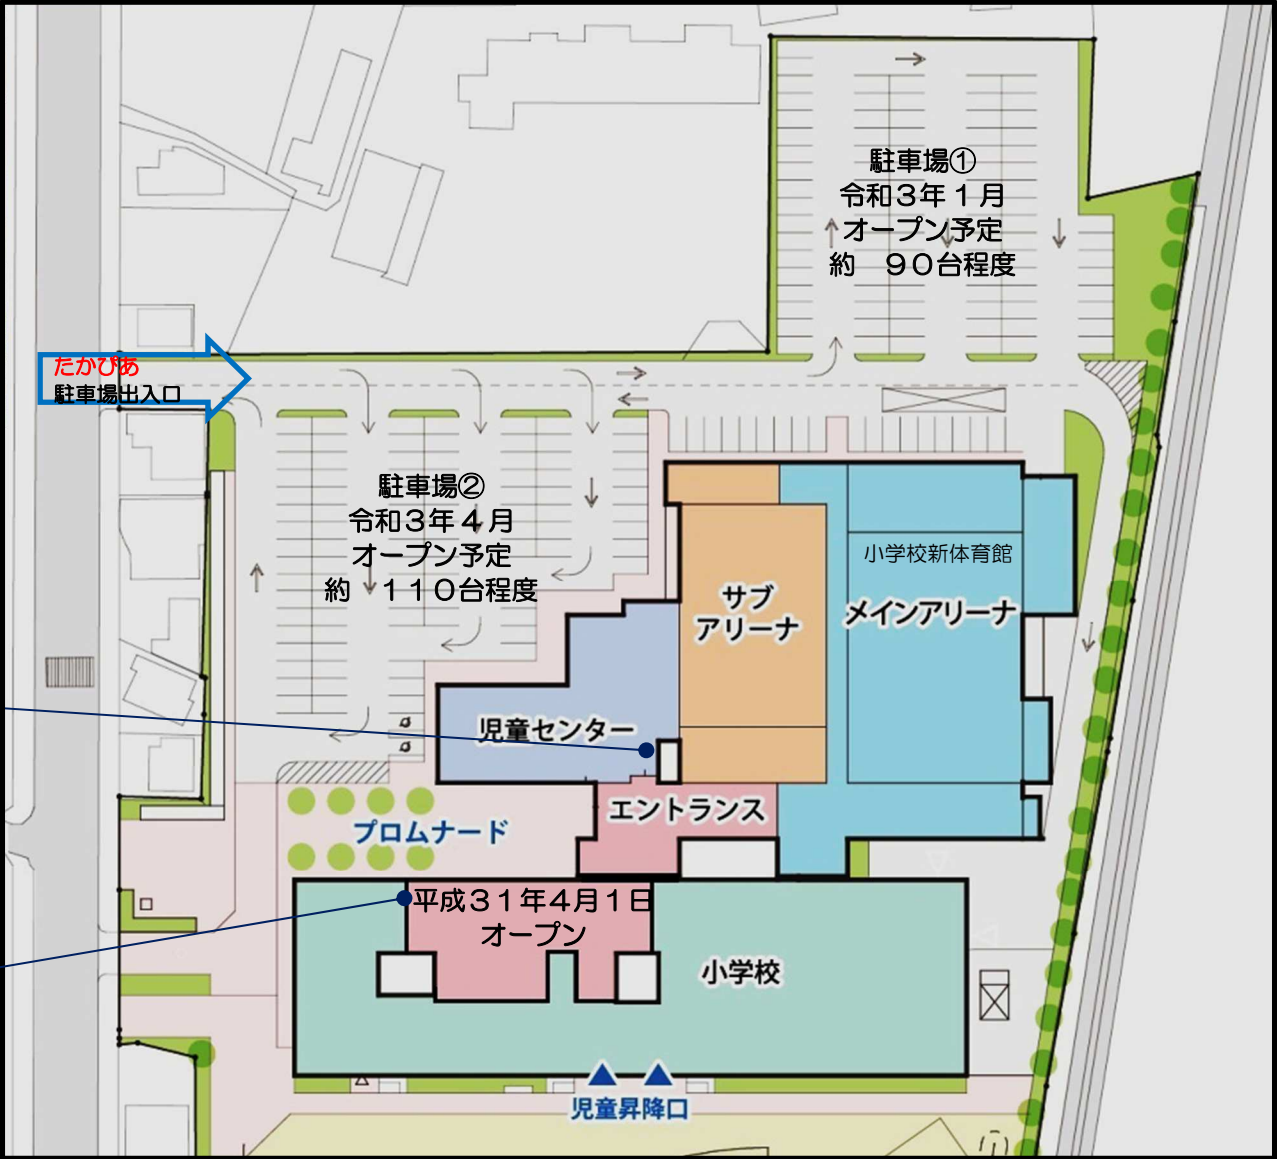 駐車場①
令和３年１月
オープン予定
約　９０台程度
たかぴあ
駐車場出入口
駐車場②
令和３年４月
オープン予定
約　１１０台程度
小学校新体育館
サブ
アリーナ
メインアリーナ
児童センター
エントランス
プロムナード
平成３１年４月１日
オープン
小学校
児童昇降口